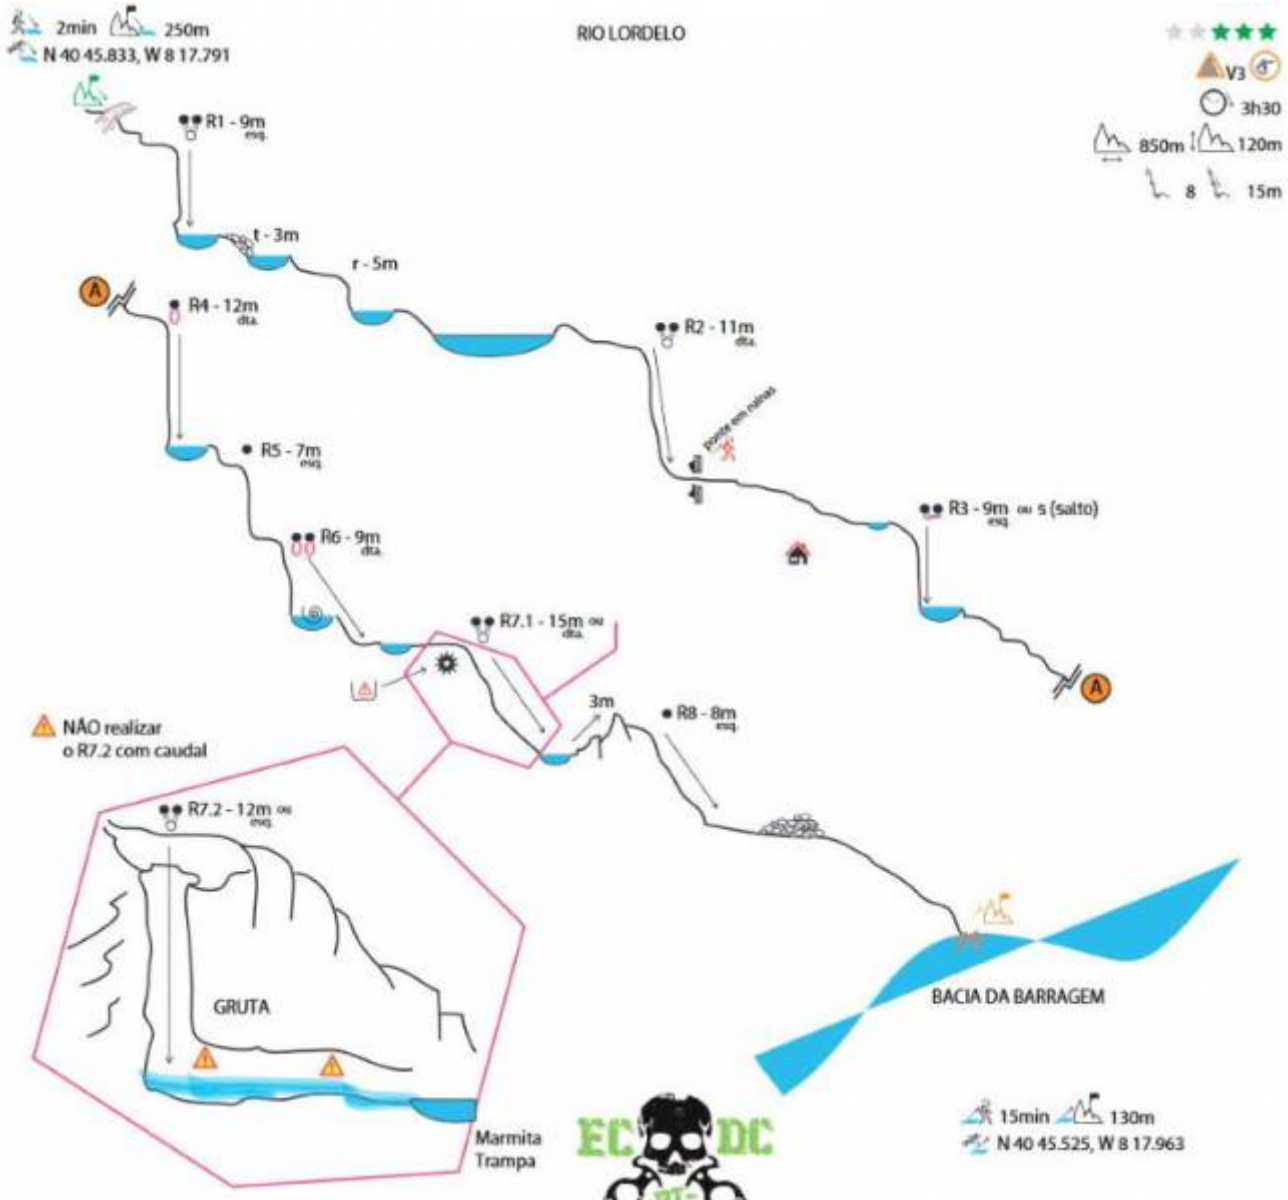 2min 250m
N 40 45.833, W 8 17.791
RIO LORDELO
V3
3h30
850m 120m
8 15m
R1 - 9m
esq.
t - 3m
r - 5m
A
R4 - 12m
dta.
R2 - 11m
dta.
ponte em ruínas
R5 - 7m
esq.
R3 - 9m ou s (salto)
esq.
R6 - 9m
dta.
R7.1 - 15m ou
dta.
A
3m
R8 - 8m
esq.
NÃO realizar
o R7.2 com caudal
R7.2 - 12m ou
esq.
GRUTA
BACIA DA BARRAGEM
Marmita
Trampa
EC DC
PT-
15min 130m
N 40 45.525, W 8 17.963